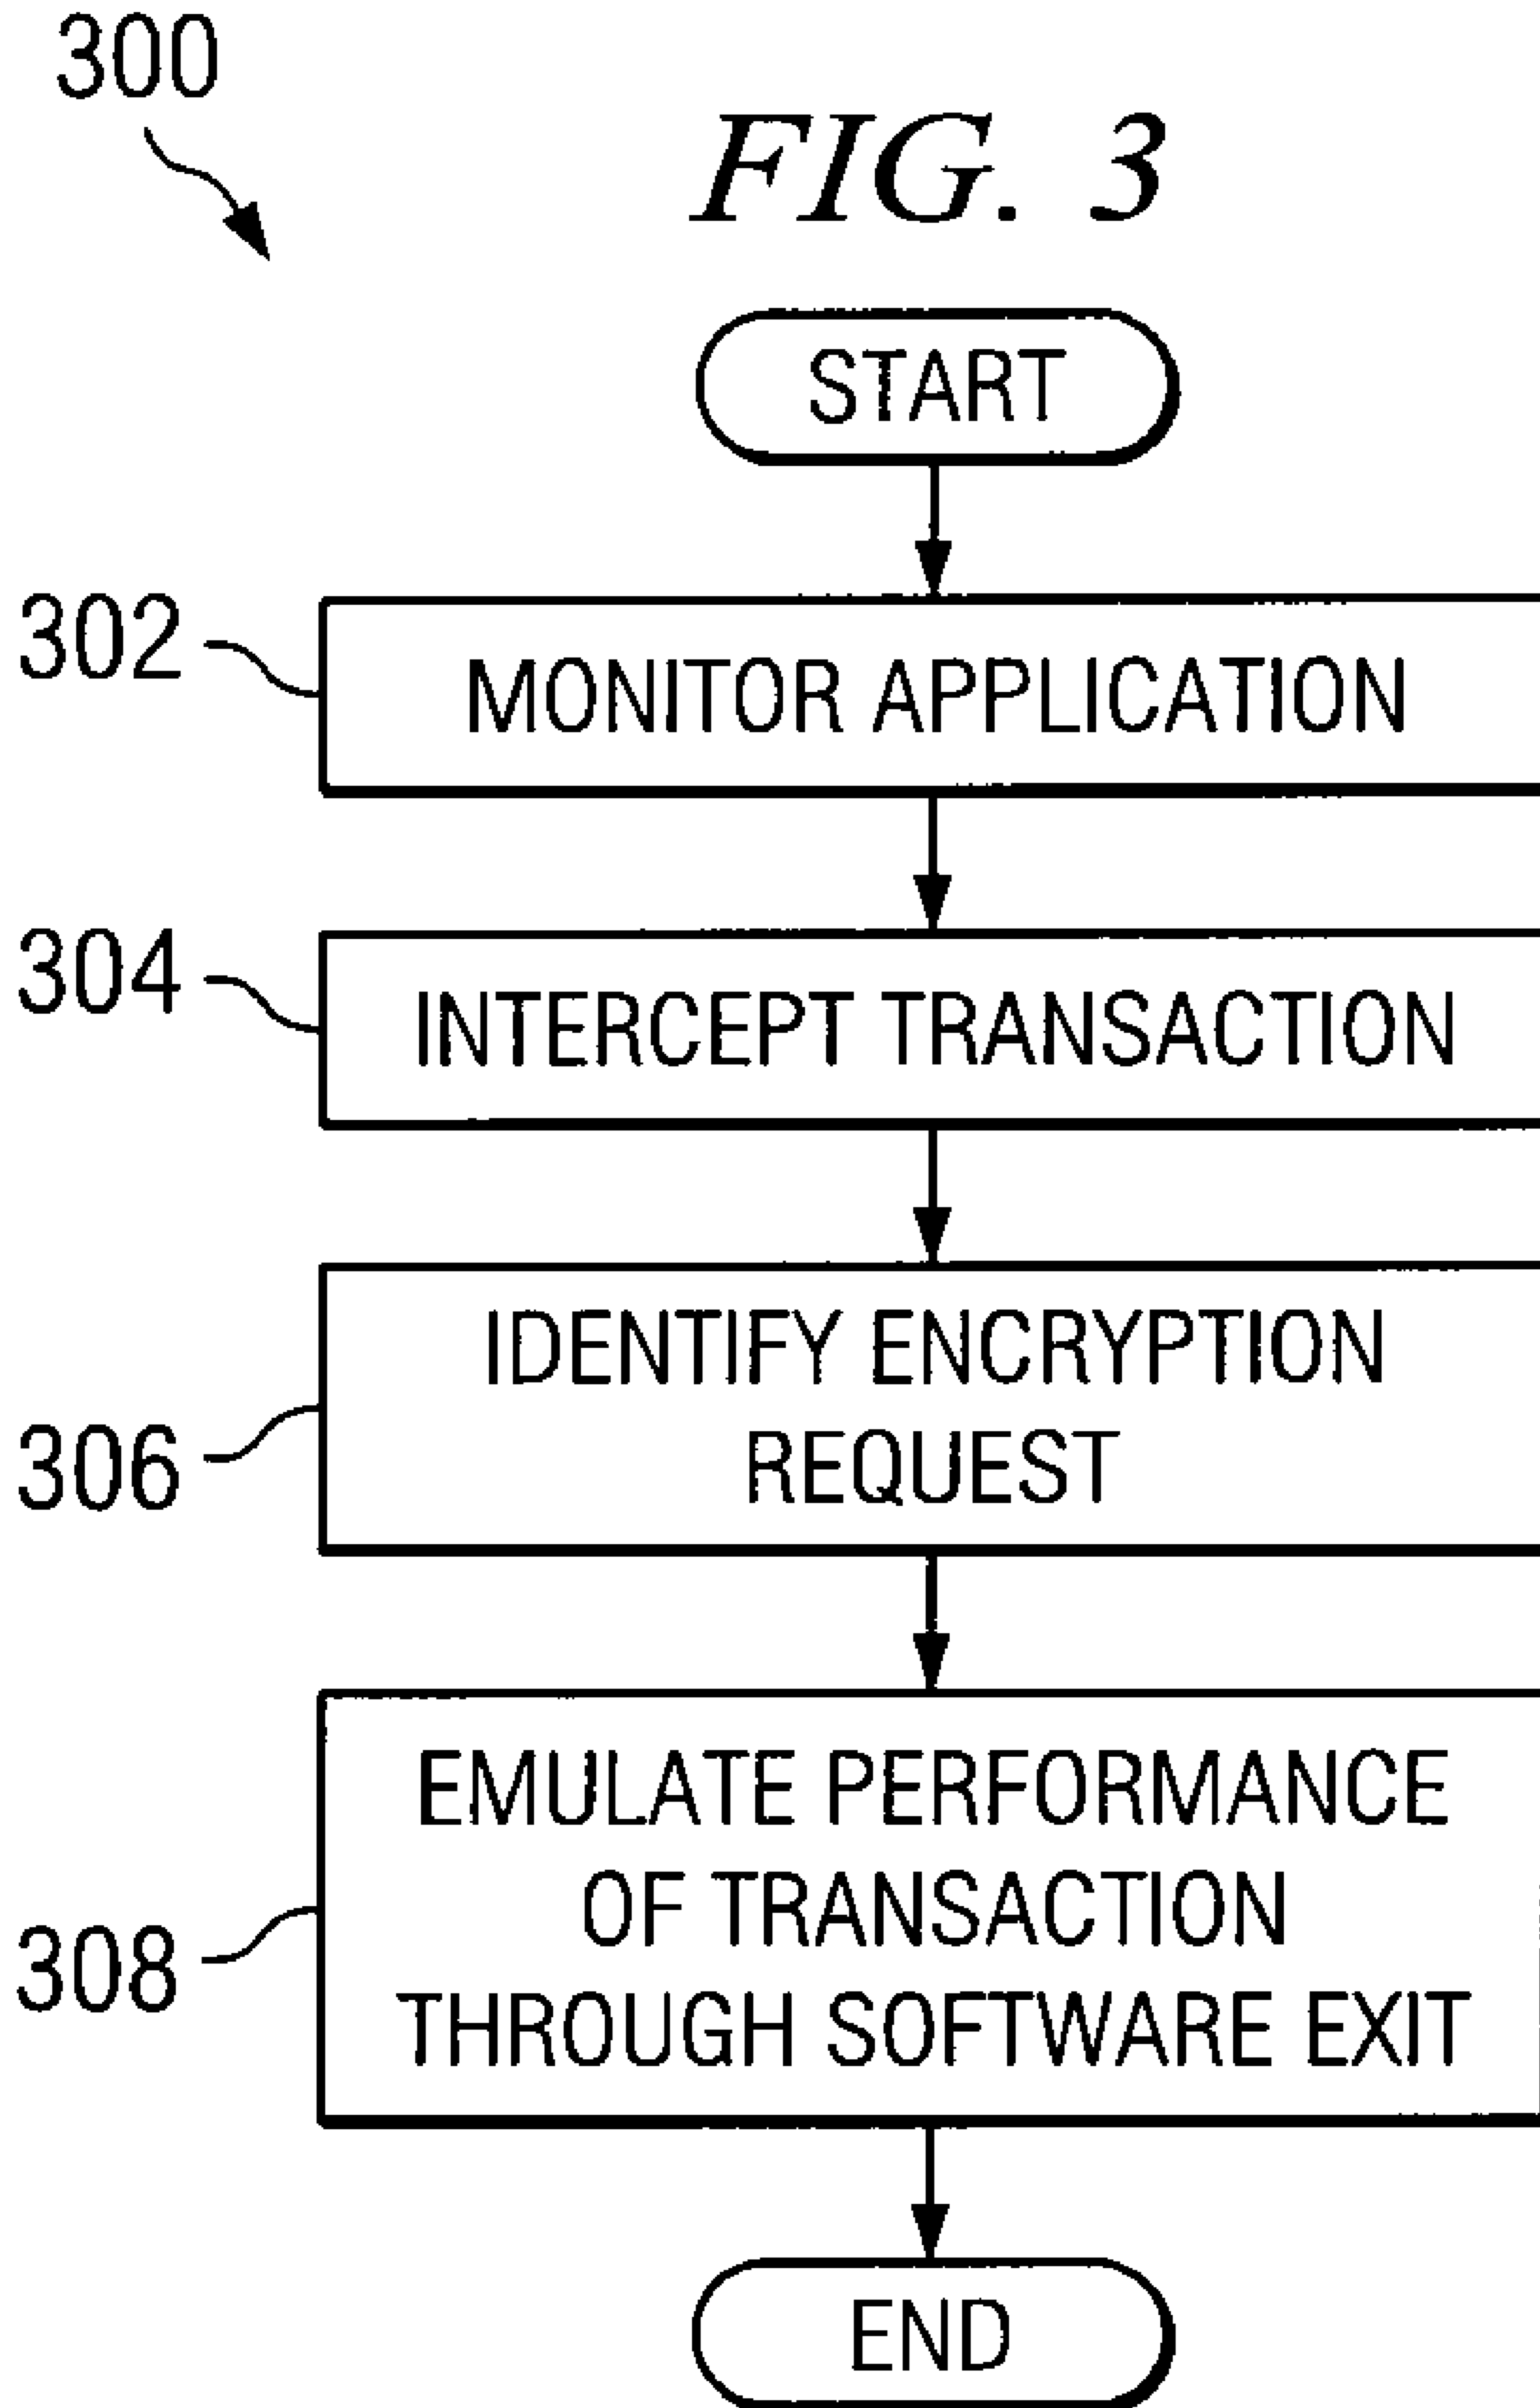 300
FIG. 3
START
302
MONITOR APPLICATION
304
INTERCEPT TRANSACTION
IDENTIFY ENCRYPTION
REQUEST
306
EMULATE PERFORMANCE
OF TRANSACTION
THROUGH SOFTWARE EXIT
308
END